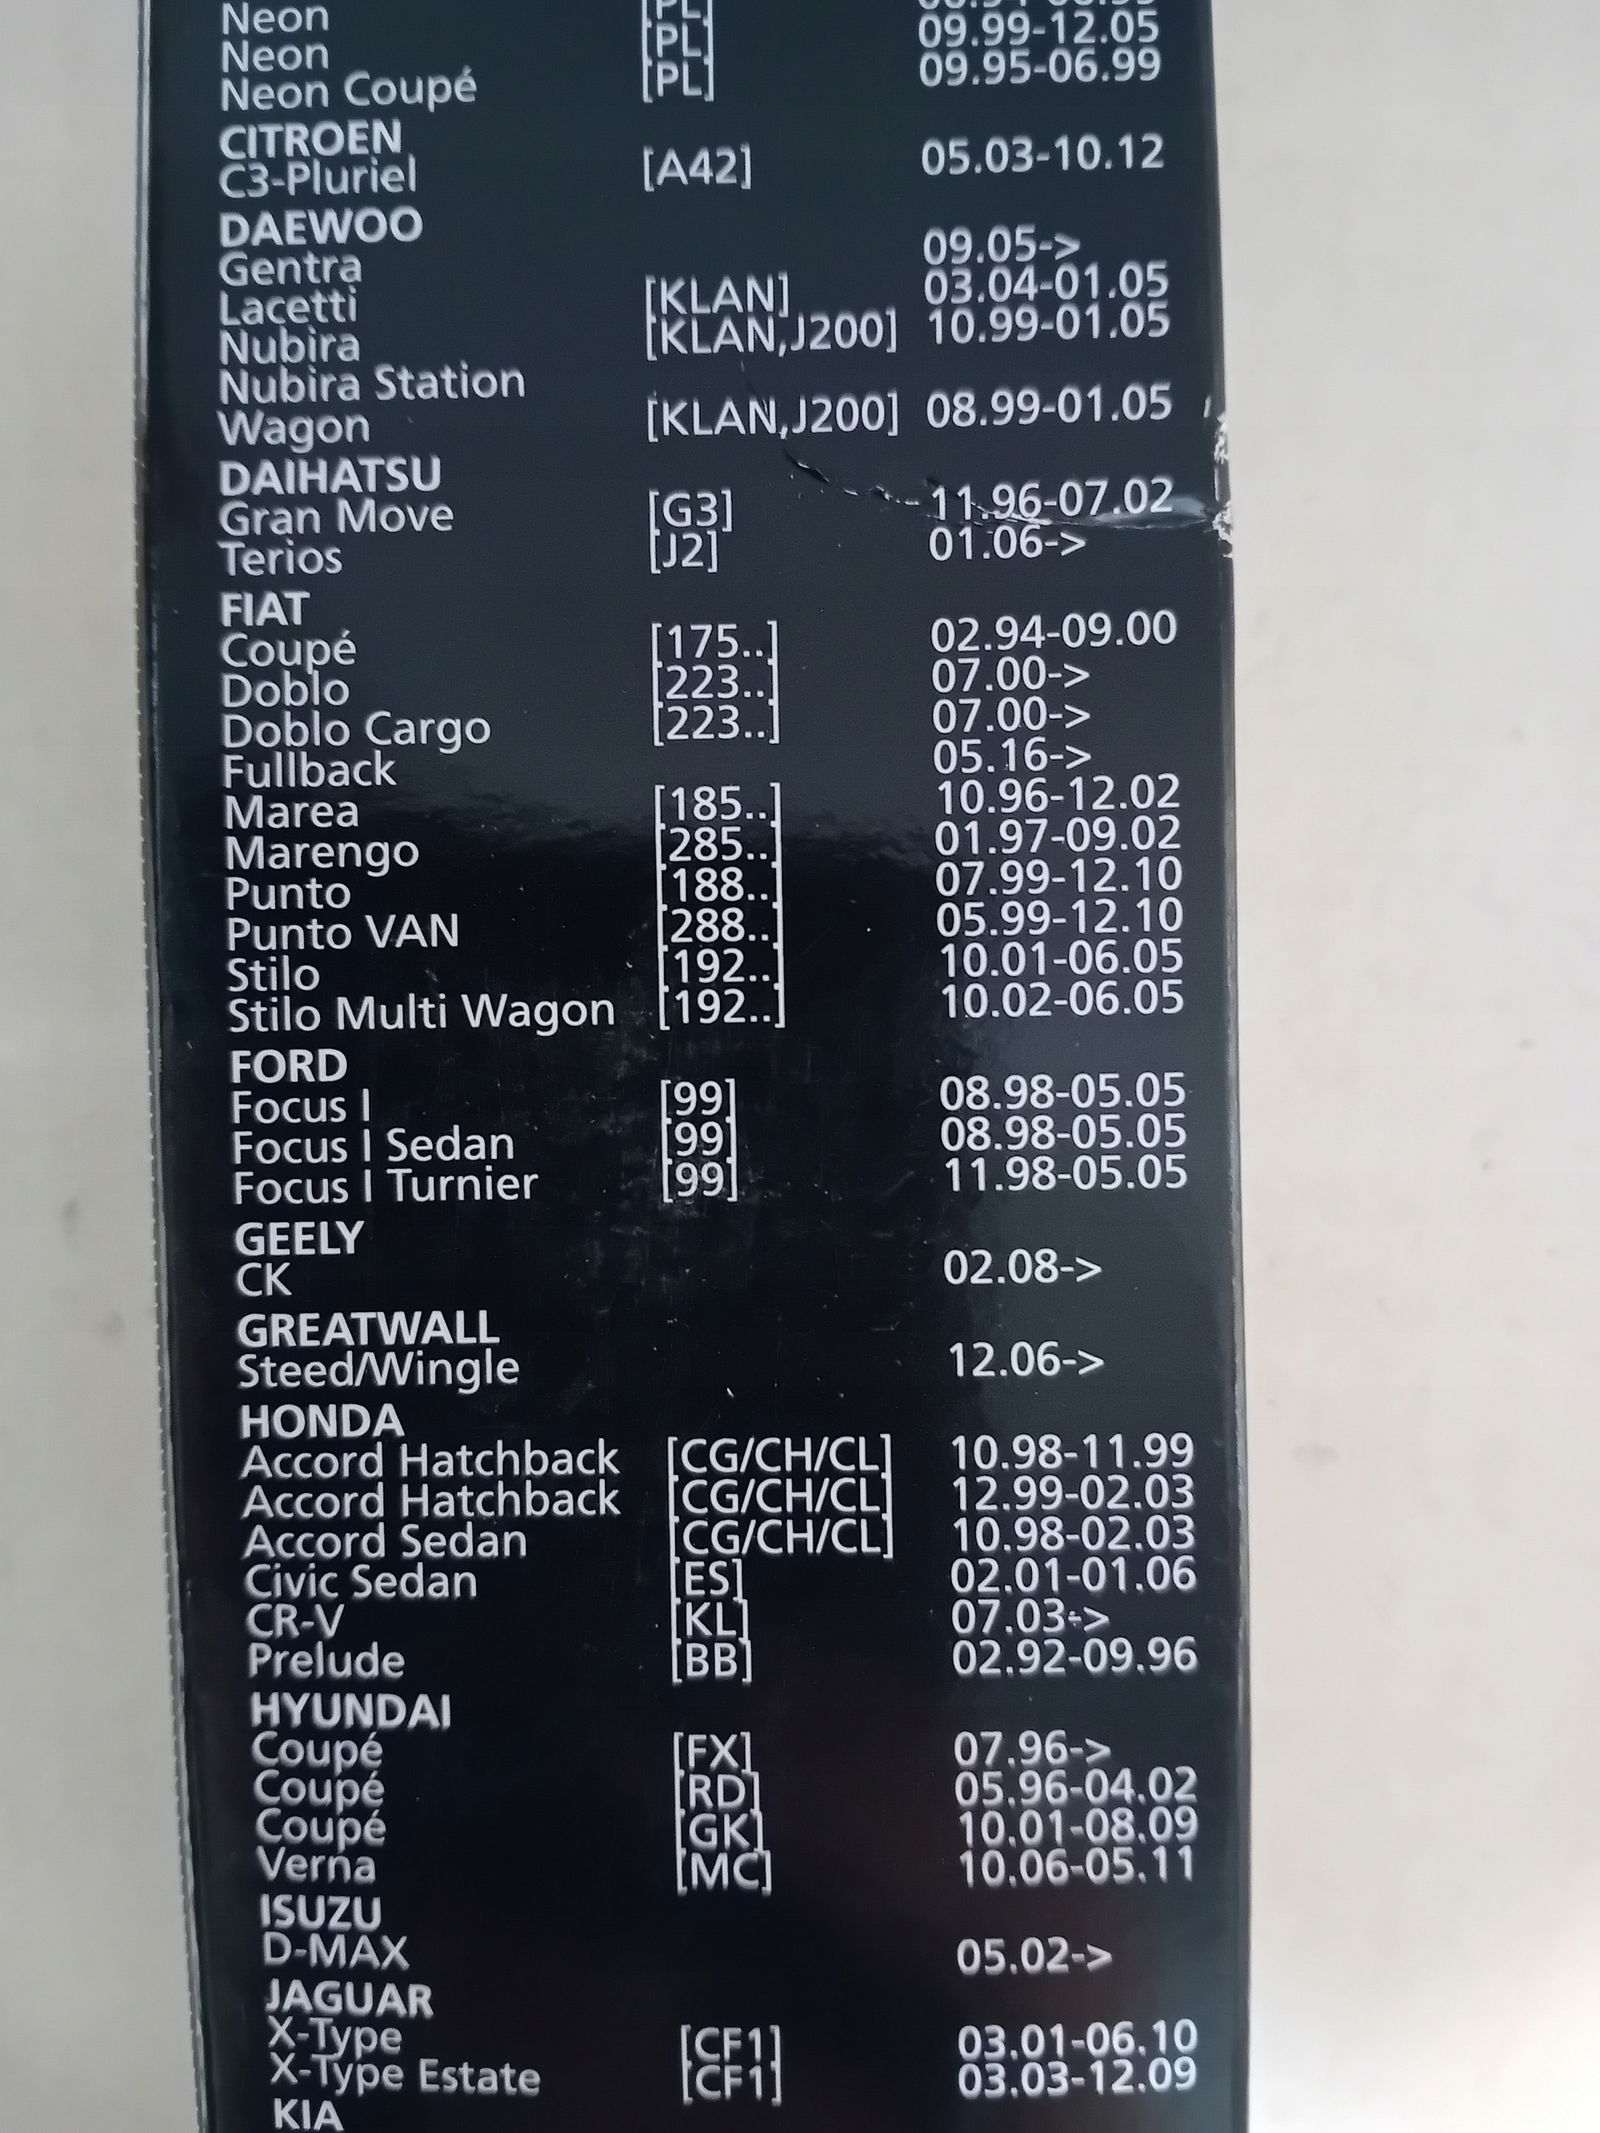 Neon [PL]
Neon [PL] 09.99-12.05
Neon Coupé [PL] 09.95-06.99
CITROEN
C3-Pluriel [A42] 05.03-10.12
DAEWOO
Gentra 09.05->
Lacetti [KLAN] 03.04-01.05
Nubira [KLAN,J200] 10.99-01.05
Nubira Station
Wagon [KLAN,J200] 08.99-01.05
DAIHATSU
Gran Move [G3] 11.96-07.02
Terios [J2] 01.06->
FIAT
Coupé [175..] 02.94-09.00
Doblo [223..] 07.00->
Doblo Cargo [223..] 07.00->
Fullback 05.16->
Marea [185..] 10.96-12.02
Marengo [285..] 01.97-09.02
Punto [188..] 07.99-12.10
Punto VAN [288..] 05.99-12.10
Stilo [192..] 10.01-06.05
Stilo Multi Wagon [192..] 10.02-06.05
FORD
Focus I [99] 08.98-05.05
Focus I Sedan [99] 08.98-05.05
Focus I Turnier [99] 11.98-05.05
GEELY
CK 02.08->
GREATWALL
Steed/Wingle 12.06->
HONDA
Accord Hatchback [CG/CH/CL] 10.98-11.99
Accord Hatchback [CG/CH/CL] 12.99-02.03
Accord Sedan [CG/CH/CL] 10.98-02.03
Civic Sedan [ES] 02.01-01.06
CR-V [KL] 07.03->
Prelude [BB] 02.92-09.96
HYUNDAI
Coupé [FX] 07.96->
Coupé [RD] 05.96-04.02
Coupé [GK] 10.01-08.09
Verna [MC] 10.06-05.11
ISUZU
D-MAX 05.02->
JAGUAR
X-Type [CF1] 03.01-06.10
X-Type Estate [CF1] 03.03-12.09
KIA